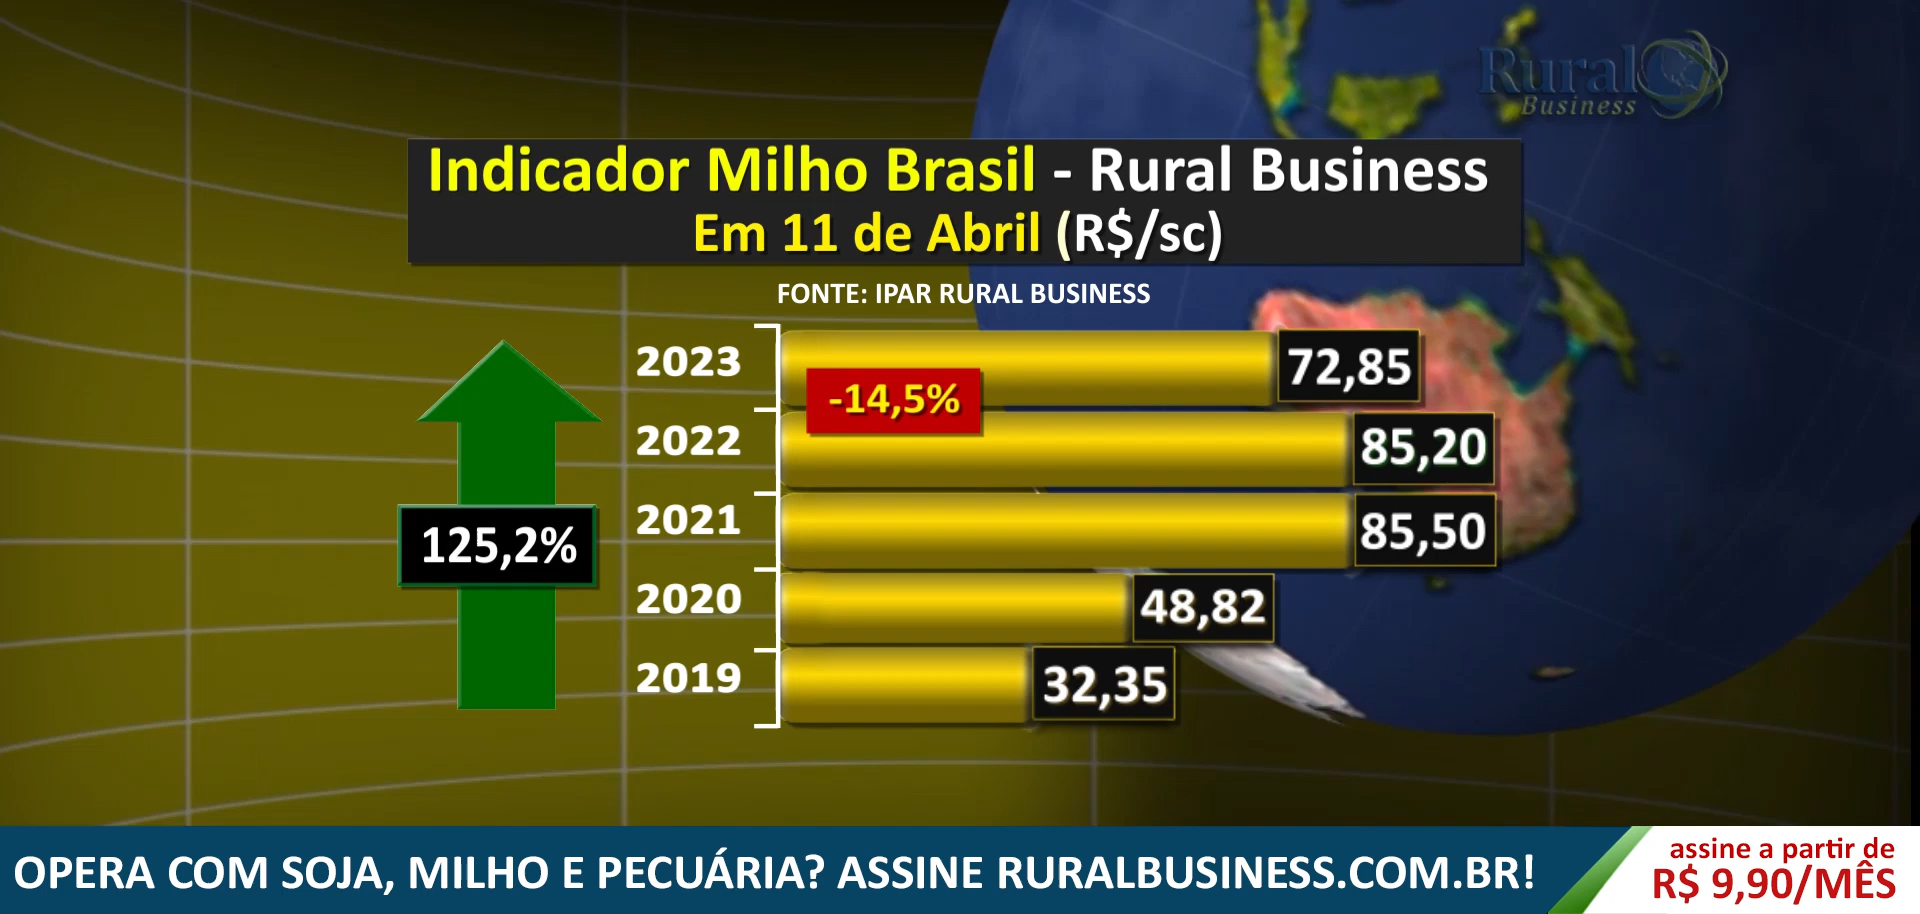 Rural
Business
Indicador Milho Brasil - Rural Business
Em 11 de Abril (R$/sc)
FONTE: IPAR RURAL BUSINESS
2023
72,85
-14,5%
2022
85,20
2021
85,50
125,2%
2020
48,82
2019
32,35
OPERA COM SOJA, MILHO E PECUÁRIA? ASSINE RURALBUSINESS.COM.BR!
assine a partir de
R$ 9,90/MÊS